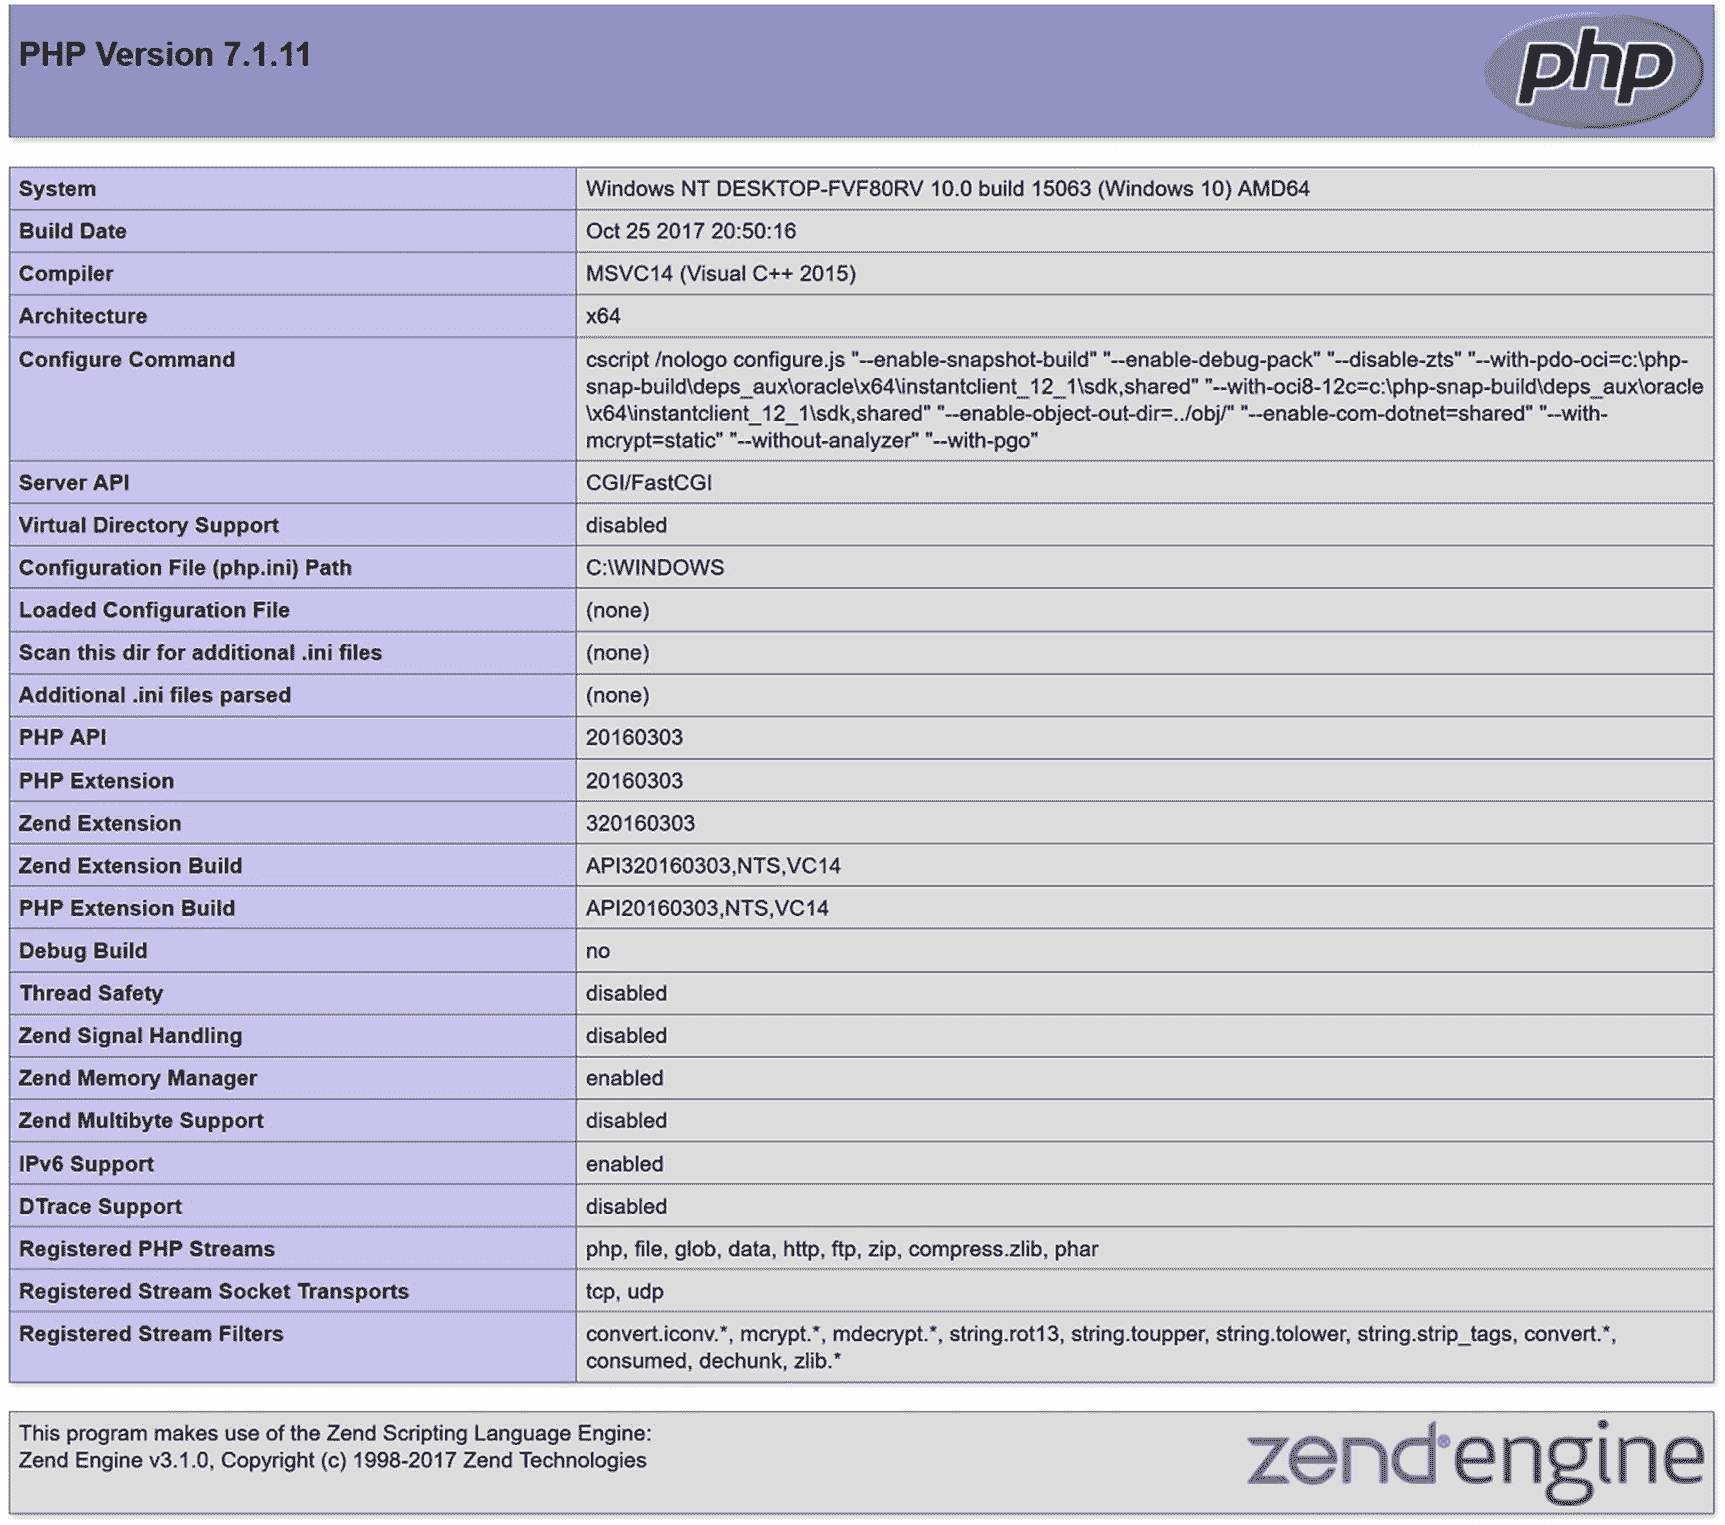 PHP Version 7.1.11
php
System Windows NT DESKTOP-FVF80RV 10.0 build 15063 (Windows 10) AMD64
Build Date Oct 25 2017 20:50:16
Compiler MSVC14 (Visual C++ 2015)
Architecture x64
Configure Command cscript /nologo configure.js "--enable-snapshot-build" "--enable-debug-pack" "--disable-zts" "--with-pdo-oci=c:\php-
snap-build\deps_aux\oracle\x64\instantclient_12_1\sdk,shared" "--with-oci8-12c=c:\php-snap-build\deps_aux\oracle
\x64\instantclient_12_1\sdk,shared" "--enable-object-out-dir=../obj/" "--enable-com-dotnet=shared" "--with-
mcrypt=static" "--without-analyzer" "--with-pgo"
Server API CGI/FastCGI
Virtual Directory Support disabled
Configuration File (php.ini) Path C:\WINDOWS
Loaded Configuration File (none)
Scan this dir for additional .ini files (none)
Additional .ini files parsed (none)
PHP API 20160303
PHP Extension 20160303
Zend Extension 320160303
Zend Extension Build API320160303,NTS,VC14
PHP Extension Build API20160303,NTS,VC14
Debug Build no
Thread Safety disabled
Zend Signal Handling disabled
Zend Memory Manager enabled
Zend Multibyte Support disabled
IPv6 Support enabled
DTrace Support disabled
Registered PHP Streams php, file, glob, data, http, ftp, zip, compress.zlib, phar
Registered Stream Socket Transports tcp, udp
Registered Stream Filters convert.iconv.*, mcrypt.*, mdecrypt.*, string.rot13, string.toupper, string.tolower, string.strip_tags, convert.*,
consumed, dechunk, zlib.*
This program makes use of the Zend Scripting Language Engine:
Zend Engine v3.1.0, Copyright (c) 1998-2017 Zend Technologies
zend® engine